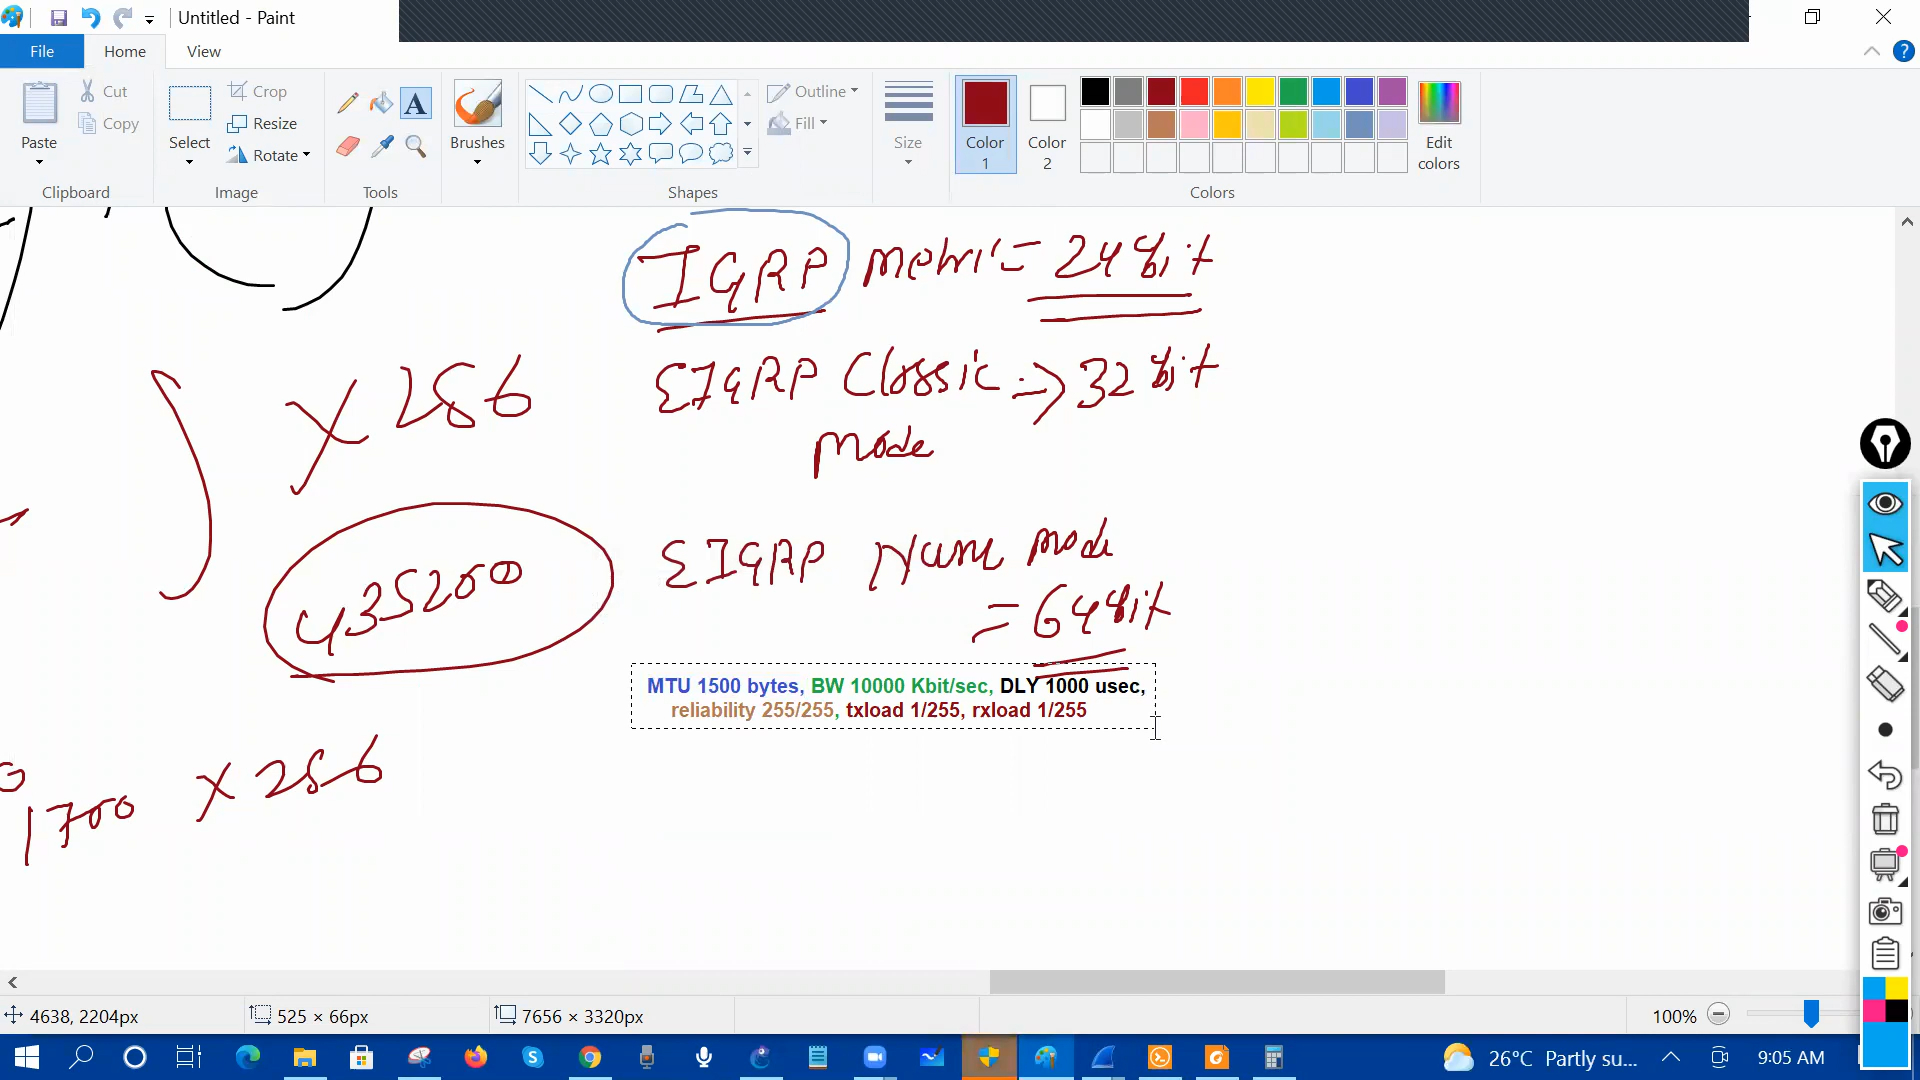 Untitled - Paint
File
Home
View
Paste
Cut
Copy
Clipboard
Select
Crop
Resize
Rotate
Image
A
Tools
Brushes
Outline
Fill
Shapes
Size
Color 1
Color 2
Edit colors
Colors
IGRP metric = 24 bit
X 256
EIGRP Classic => 32 bit
mode
435200
EIGRP Name mode
= 64 bit
MTU 1500 bytes, BW 10000 Kbit/sec, DLY 1000 usec,
reliability 255/255, txload 1/255, rxload 1/255
1700 X 256
4638, 2204px
525 × 66px
7656 × 3320px
100%
26°C Partly su...
9:05 AM